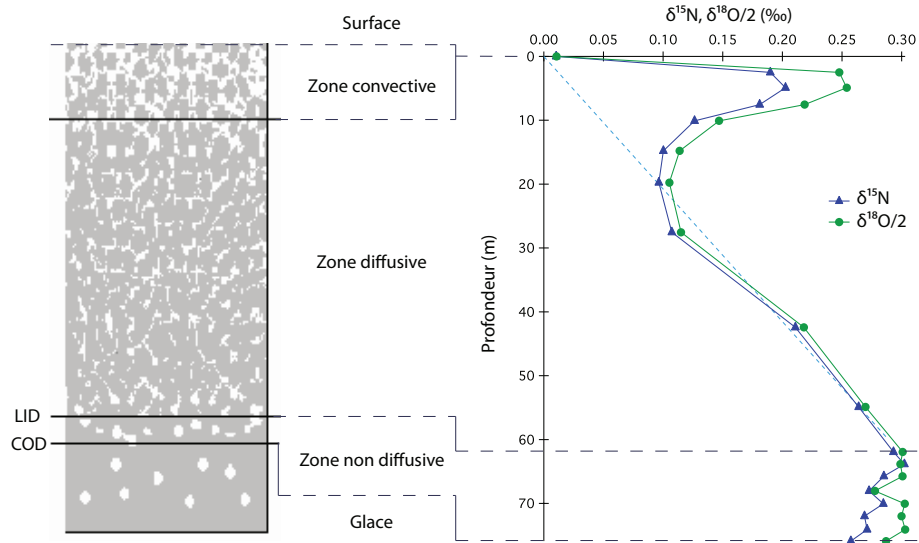 Surface
Zone convective
Zone diffusive
LID
COD
Zone non diffusive
Glace
δ¹⁵N, δ¹⁸O/2 (‰)
0.00 0.05 0.10 0.15 0.20 0.25 0.30
0
10
20
30
40
50
60
70
Profondeur (m)
δ¹⁵N
δ¹⁸O/2